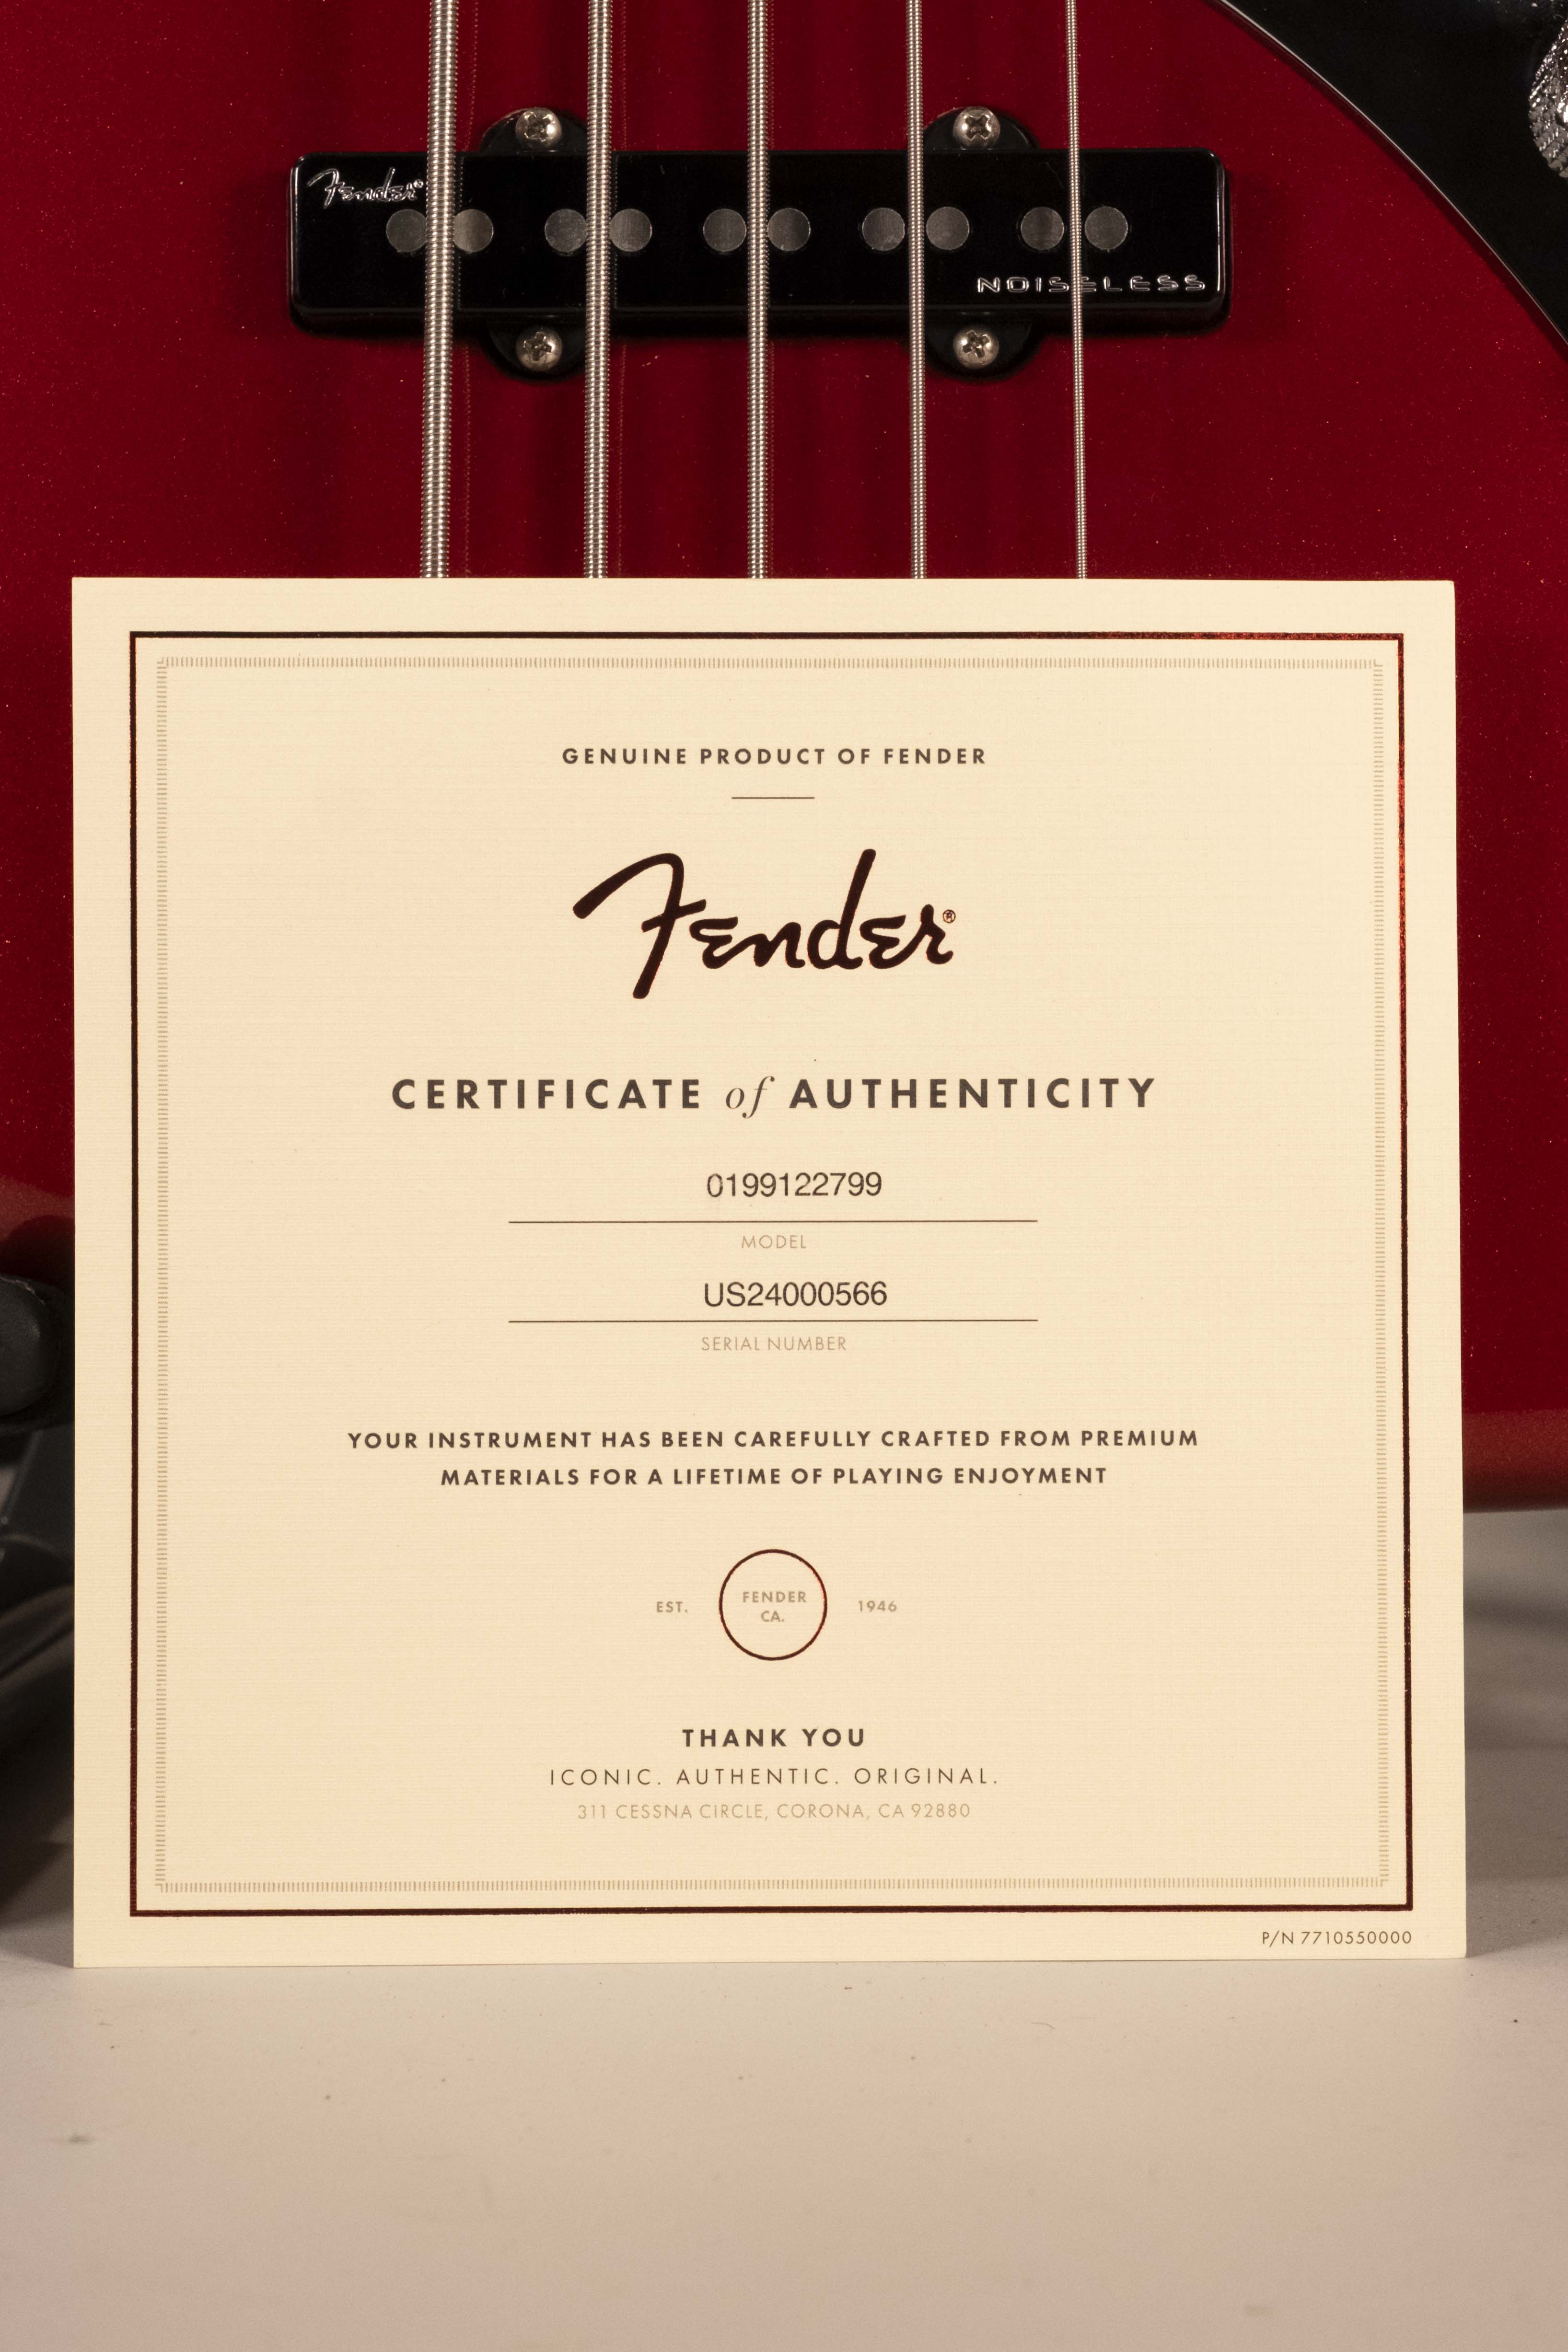 Fender®
NOISELESS
GENUINE PRODUCT OF FENDER
Fender®
CERTIFICATE of AUTHENTICITY
0199122799
MODEL
US24000566
SERIAL NUMBER
YOUR INSTRUMENT HAS BEEN CAREFULLY CRAFTED FROM PREMIUM
MATERIALS FOR A LIFETIME OF PLAYING ENJOYMENT
EST. FENDER CA. 1946
THANK YOU
ICONIC. AUTHENTIC. ORIGINAL.
311 CESSNA CIRCLE, CORONA, CA 92880
P/N 7710550000